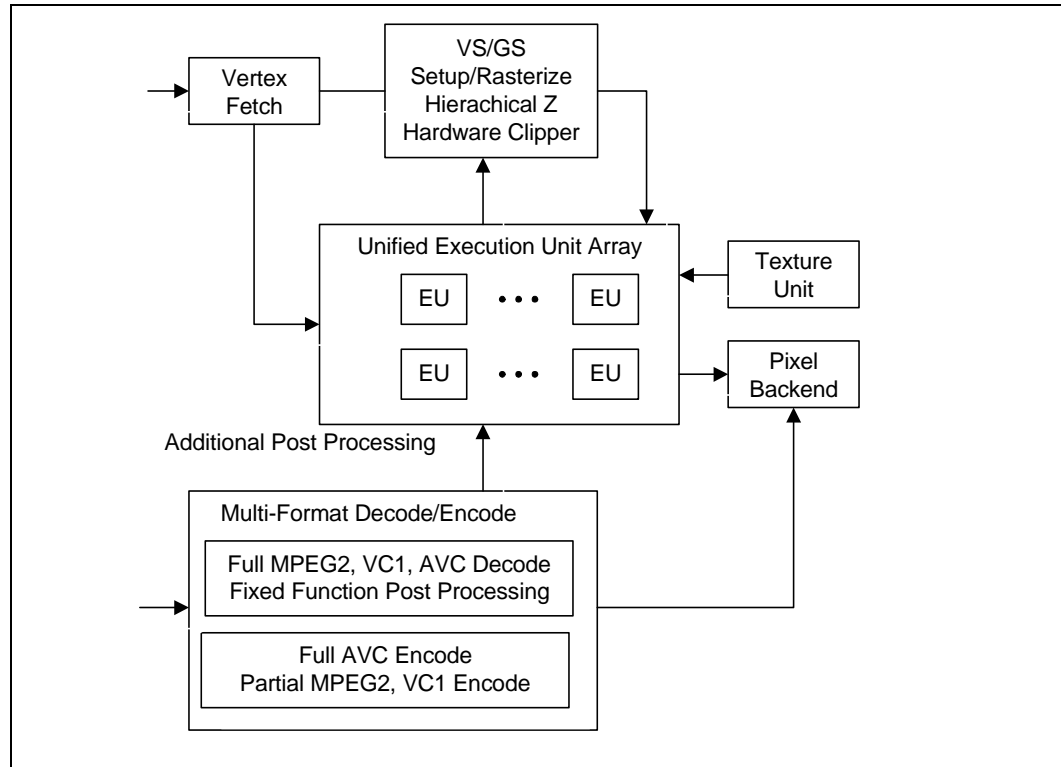 VS/GS
Setup/Rasterize
Hierachical Z
Hardware Clipper
Vertex
Fetch
Unified Execution Unit Array
EU • • • EU
EU • • • EU
Texture
Unit
Pixel
Backend
Additional Post Processing
Multi-Format Decode/Encode
Full MPEG2, VC1, AVC Decode
Fixed Function Post Processing
Full AVC Encode
Partial MPEG2, VC1 Encode